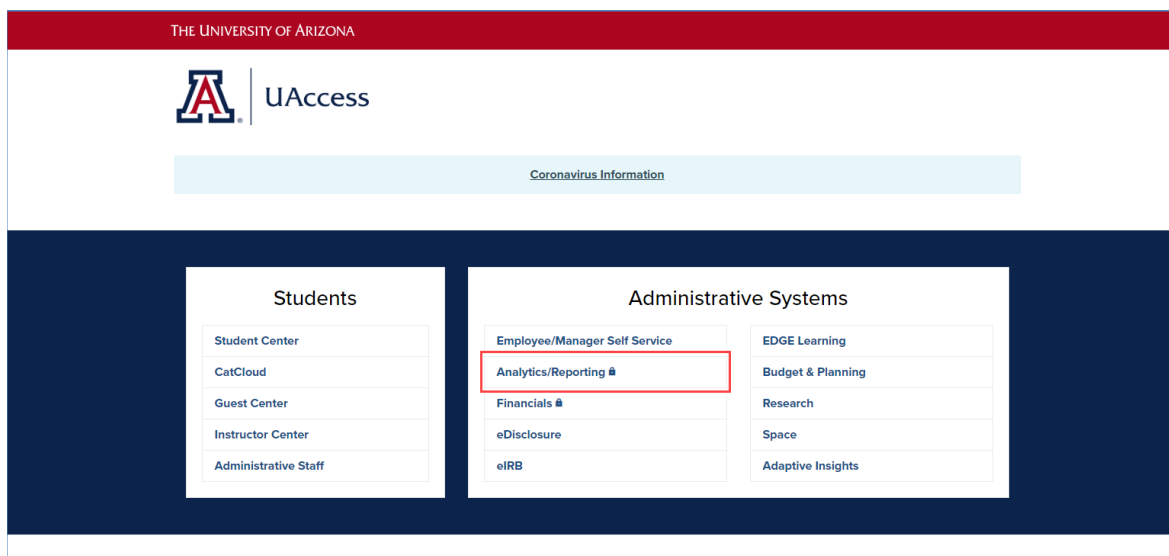 THE UNIVERSITY OF ARIZONA
A
UAccess
Coronavirus Information
Students
Student Center
CatCloud
Guest Center
Instructor Center
Administrative Staff
Administrative Systems
Employee/Manager Self Service
Analytics/Reporting
Financials
eDisclosure
eIRB
EDGE Learning
Budget & Planning
Research
Space
Adaptive Insights